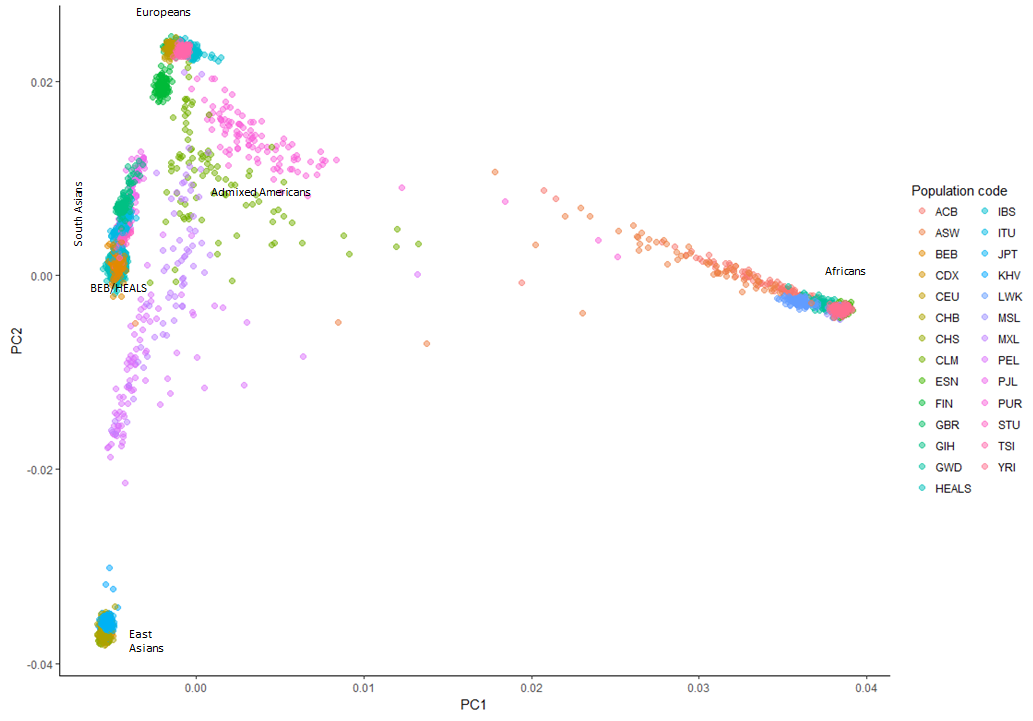 Europeans
0.02
South Asians
Admixed Americans
0.00
BEB/HEALS
Africans
PC2
-0.02
East
Asians
-0.04
0.00
0.01
0.02
0.03
0.04
PC1
Population code
ACB
ASW
BEB
CDX
CEU
CHB
CHS
CLM
ESN
FIN
GBR
GIH
GWD
HEALS
IBS
ITU
JPT
KHV
LWK
MSL
MXL
PEL
PJL
PUR
STU
TSI
YRI